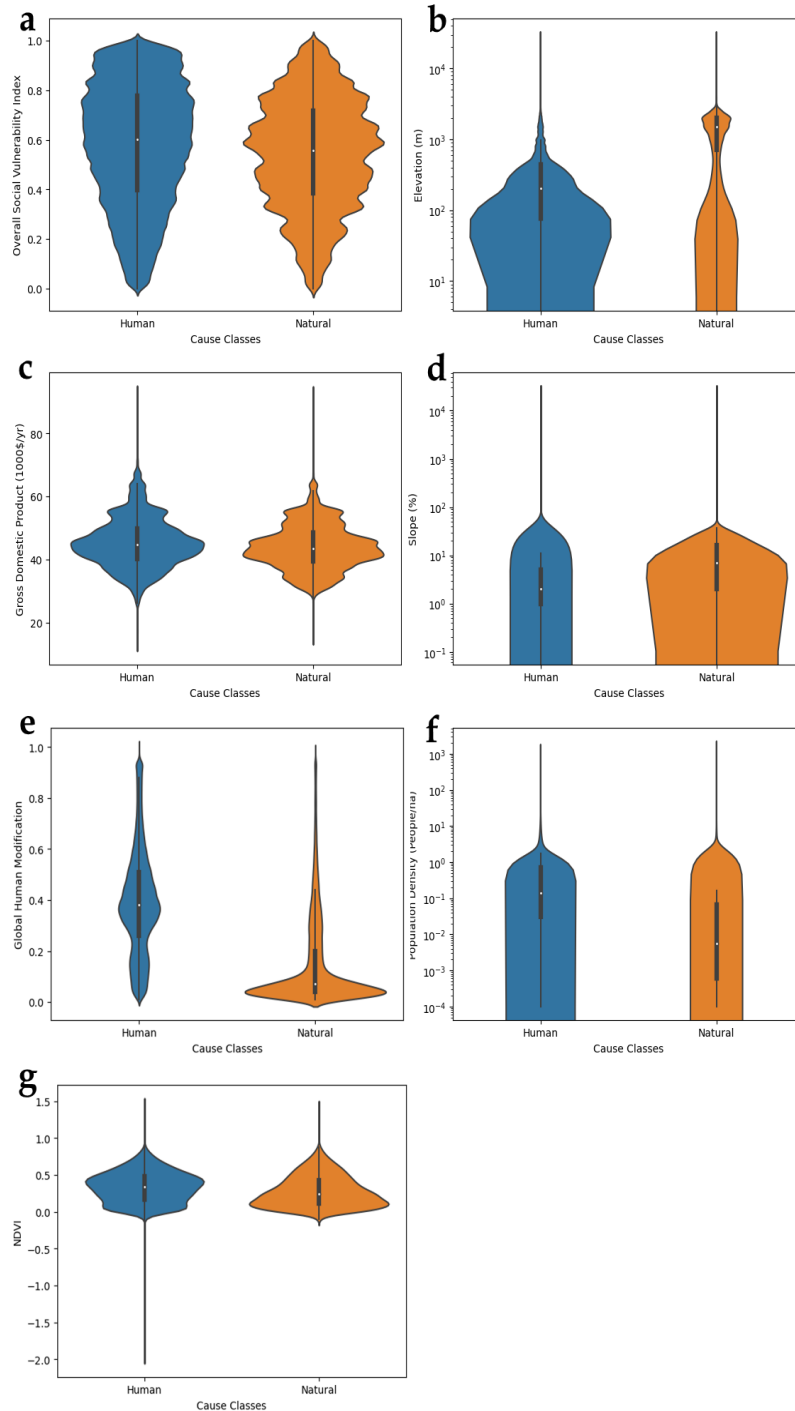 a
Overall Social Vulnerability Index
1.0
0.8
0.6
0.4
0.2
0.0
Human
Natural
Cause Classes
b
Elevation (m)
10^4
10^3
10^2
10^1
Human
Natural
Cause Classes
c
Gross Domestic Product (1000$/yr)
80
60
40
20
Human
Natural
Cause Classes
d
Slope (%)
10^4
10^3
10^2
10^1
10^0
10^-1
Human
Natural
Cause Classes
e
Global Human Modification
1.0
0.8
0.6
0.4
0.2
0.0
Human
Natural
Cause Classes
f
Population Density (People/ha)
10^3
10^2
10^1
10^0
10^-1
10^-2
10^-3
10^-4
Human
Natural
Cause Classes
g
NDVI
1.5
1.0
0.5
0.0
−0.5
−1.0
−1.5
−2.0
Human
Natural
Cause Classes